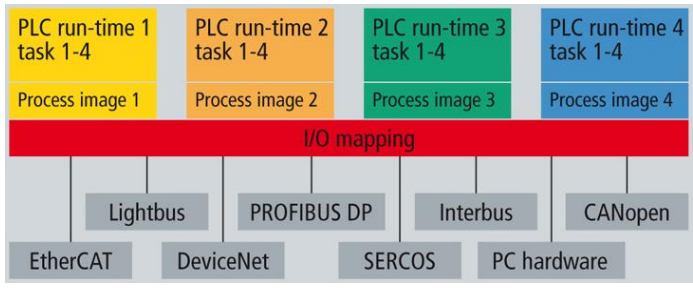 PLC run-time 1
task 1-4
Process image 1
PLC run-time 2
task 1-4
Process image 2
PLC run-time 3
task 1-4
Process image 3
PLC run-time 4
task 1-4
Process image 4
I/O mapping
Lightbus
PROFIBUS DP
Interbus
CANopen
EtherCAT
DeviceNet
SERCOS
PC hardware